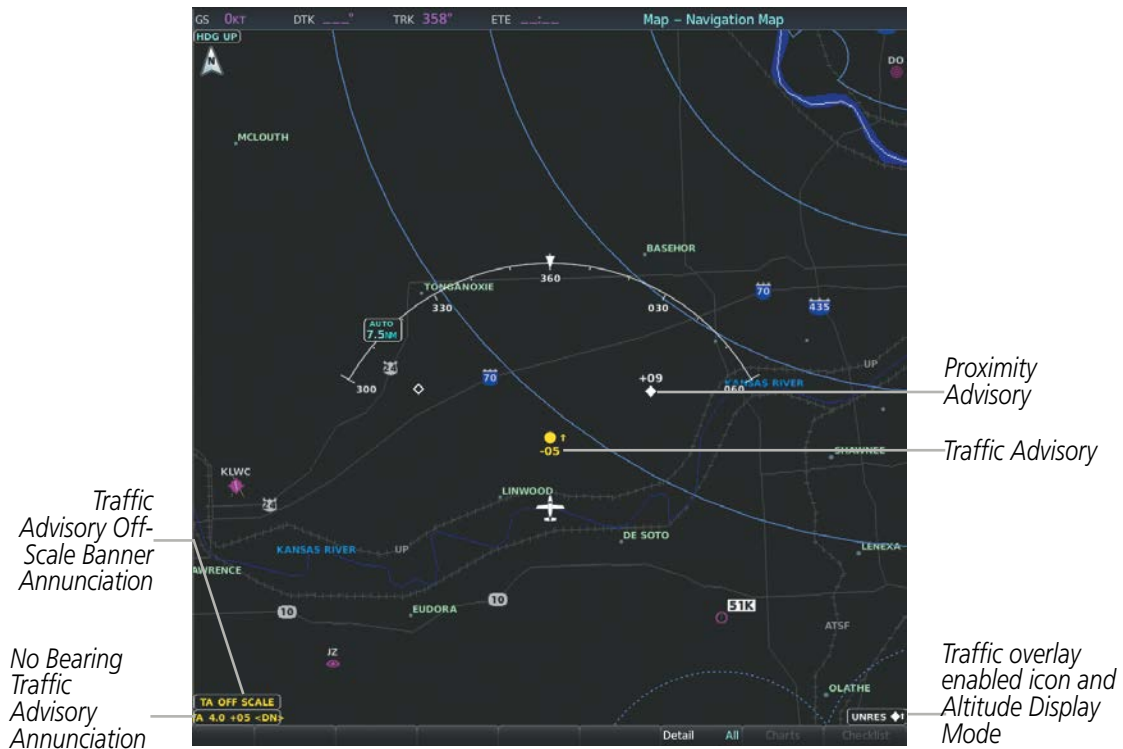 GS 0KT DTK ___° TRK 358° ETE __:__ Map – Navigation Map
HDG UP
N
DO
MCLOUTH
BASEHOR
360
TONGANOXIE
330
030
70
435
AUTO
7.5NM
24
300
70
+09
060
KANSAS RIVER
UP
Proximity
Advisory
-05
Traffic Advisory
SHAWNEE
KLWC
24
LINWOOD
Traffic
Advisory Off-
Scale Banner
Annunciation
KANSAS RIVER
UP
DE SOTO
LENEXA
AWRENCE
10
EUDORA
10
51K
ATSF
JZ
No Bearing
Traffic
Advisory
Annunciation
OLATHE
TA OFF SCALE
TA 4.0 +05 <DN>
UNRES
Traffic overlay
enabled icon and
Altitude Display
Mode
Detail All Charts Checklist